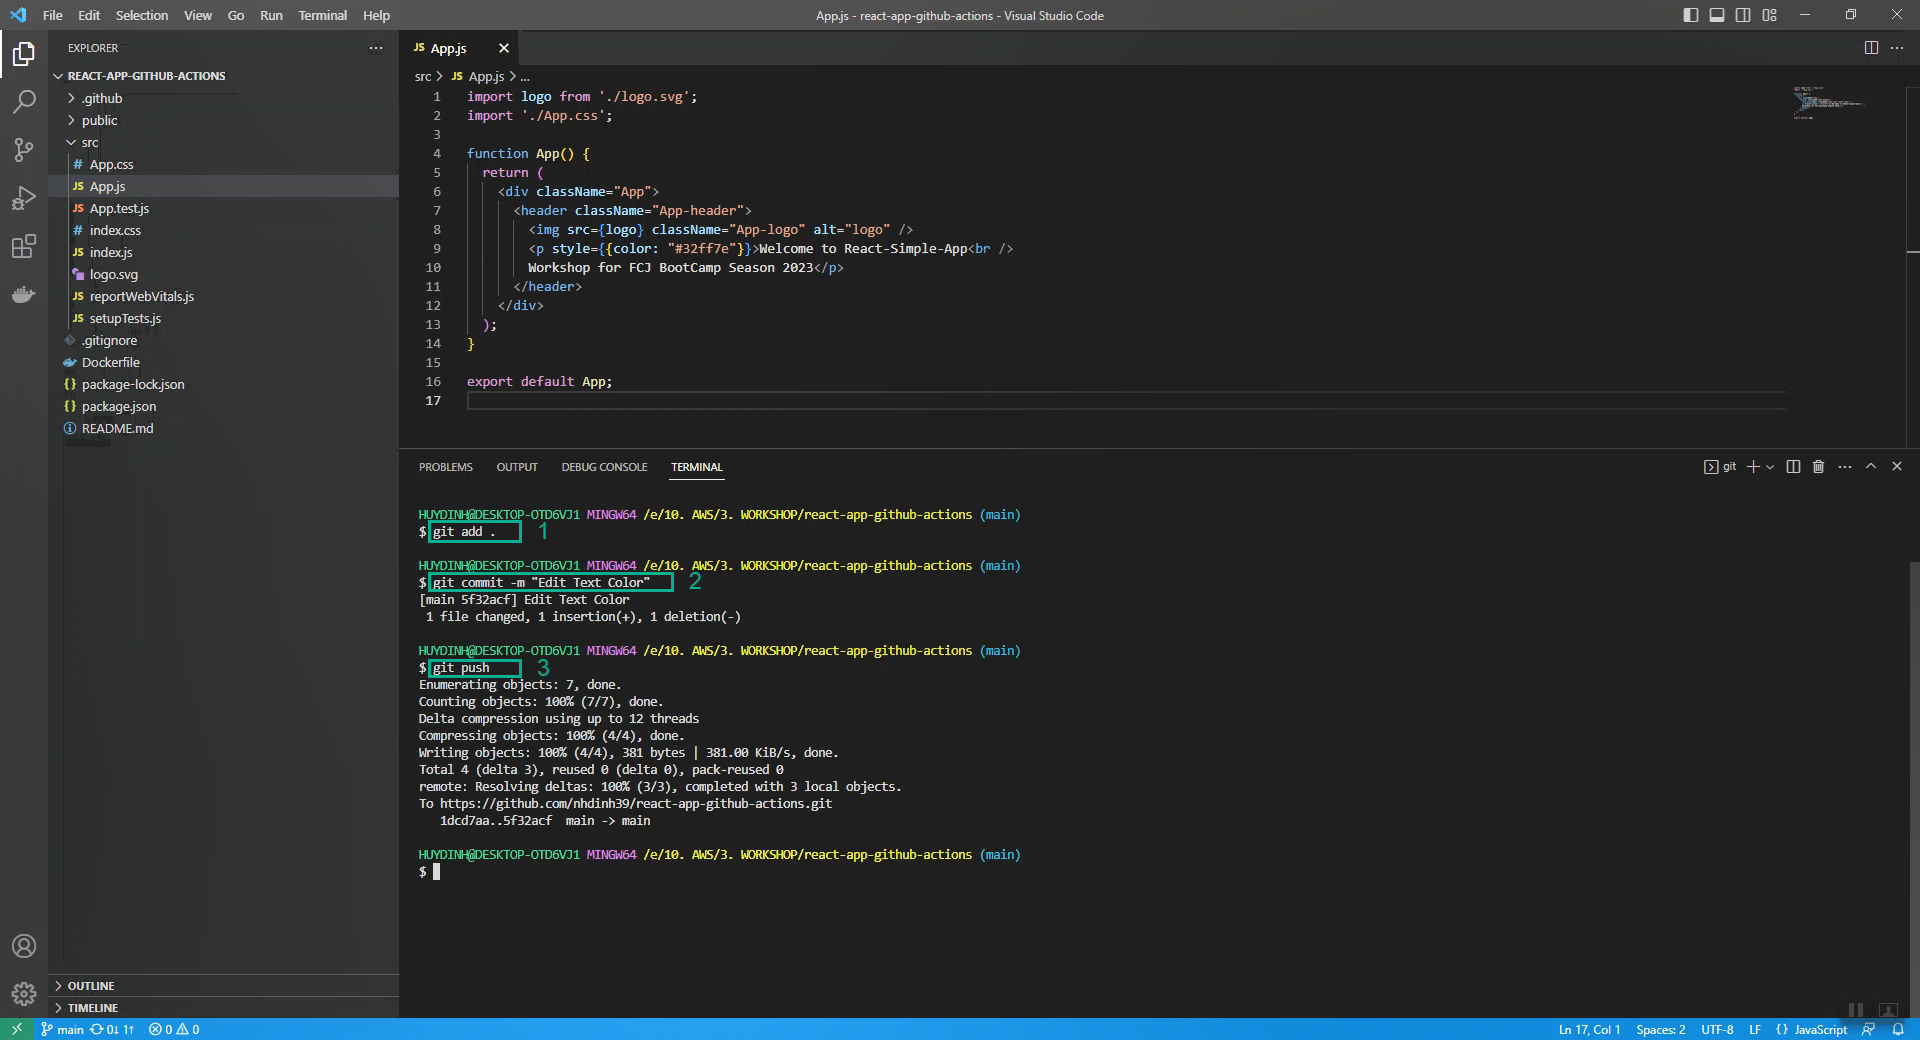 File Edit Selection View Go Run Terminal Help
App.js - react-app-github-actions - Visual Studio Code
EXPLORER
REACT-APP-GITHUB-ACTIONS
.github
public
src
# App.css
JS App.js
JS App.test.js
# index.css
JS index.js
logo.svg
JS reportWebVitals.js
JS setupTests.js
.gitignore
Dockerfile
{} package-lock.json
{} package.json
README.md
OUTLINE
TIMELINE
JS App.js
src > JS App.js > ...
1 import logo from './logo.svg';
2 import './App.css';
3
4 function App() {
5 return (
6 <div className="App">
7 <header className="App-header">
8 <img src={logo} className="App-logo" alt="logo" />
9 <p style={{color: "#32ff7e"}}>Welcome to React-Simple-App<br />
10 Workshop for FCJ BootCamp Season 2023</p>
11 </header>
12 </div>
13 );
14 }
15
16 export default App;
17
PROBLEMS OUTPUT DEBUG CONSOLE TERMINAL
git
HUYDINH@DESKTOP-OTD6VJ1 MINGW64 /e/10. AWS/3. WORKSHOP/react-app-github-actions (main)
$ git add . 1
HUYDINH@DESKTOP-OTD6VJ1 MINGW64 /e/10. AWS/3. WORKSHOP/react-app-github-actions (main)
$ git commit -m "Edit Text Color" 2
[main 5f32acf] Edit Text Color
1 file changed, 1 insertion(+), 1 deletion(-)
HUYDINH@DESKTOP-OTD6VJ1 MINGW64 /e/10. AWS/3. WORKSHOP/react-app-github-actions (main)
$ git push 3
Enumerating objects: 7, done.
Counting objects: 100% (7/7), done.
Delta compression using up to 12 threads
Compressing objects: 100% (4/4), done.
Writing objects: 100% (4/4), 381 bytes | 381.00 KiB/s, done.
Total 4 (delta 3), reused 0 (delta 0), pack-reused 0
remote: Resolving deltas: 100% (3/3), completed with 3 local objects.
To https://github.com/nhdinh39/react-app-github-actions.git
1dcd7aa..5f32acf main -> main
HUYDINH@DESKTOP-OTD6VJ1 MINGW64 /e/10. AWS/3. WORKSHOP/react-app-github-actions (main)
$
main 0↓ 1↑ 0 0
Ln 17, Col 1 Spaces: 2 UTF-8 LF {} JavaScript